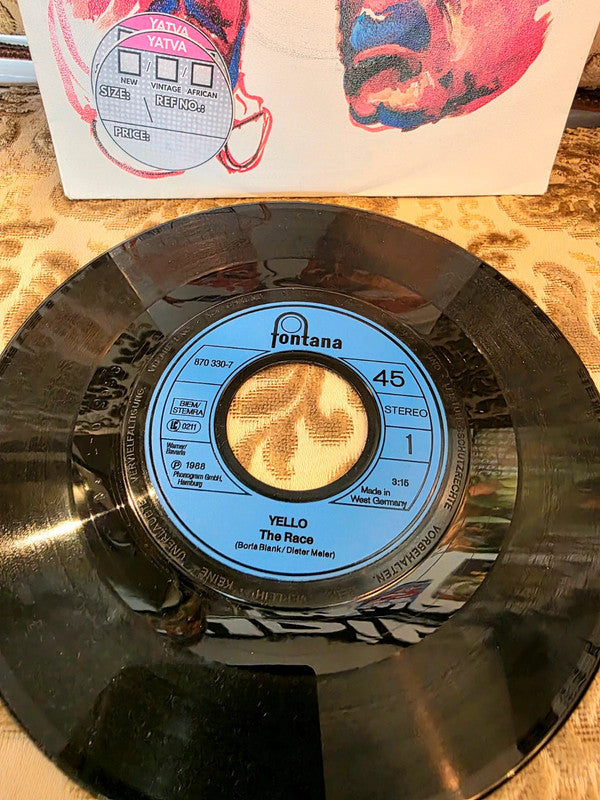 YATVA
YATVA
NEW / VINTAGE / AFRICAN
SIZE: \ REF NO.:
PRICE:
fontana
870 330-7
45
BIEM/
STEMRA
STEREO
LC 0211
1
Warner/
Bavaria
℗ 1988
Phonogram GmbH,
Hamburg
3:15
Made in
West Germany
YELLO
The Race
(Boris Blank / Dieter Meier)
VERVIELFÄLTIGUNG,
VORBEHALTEN.
KEINE UNERLAUBTE
VERLEIH